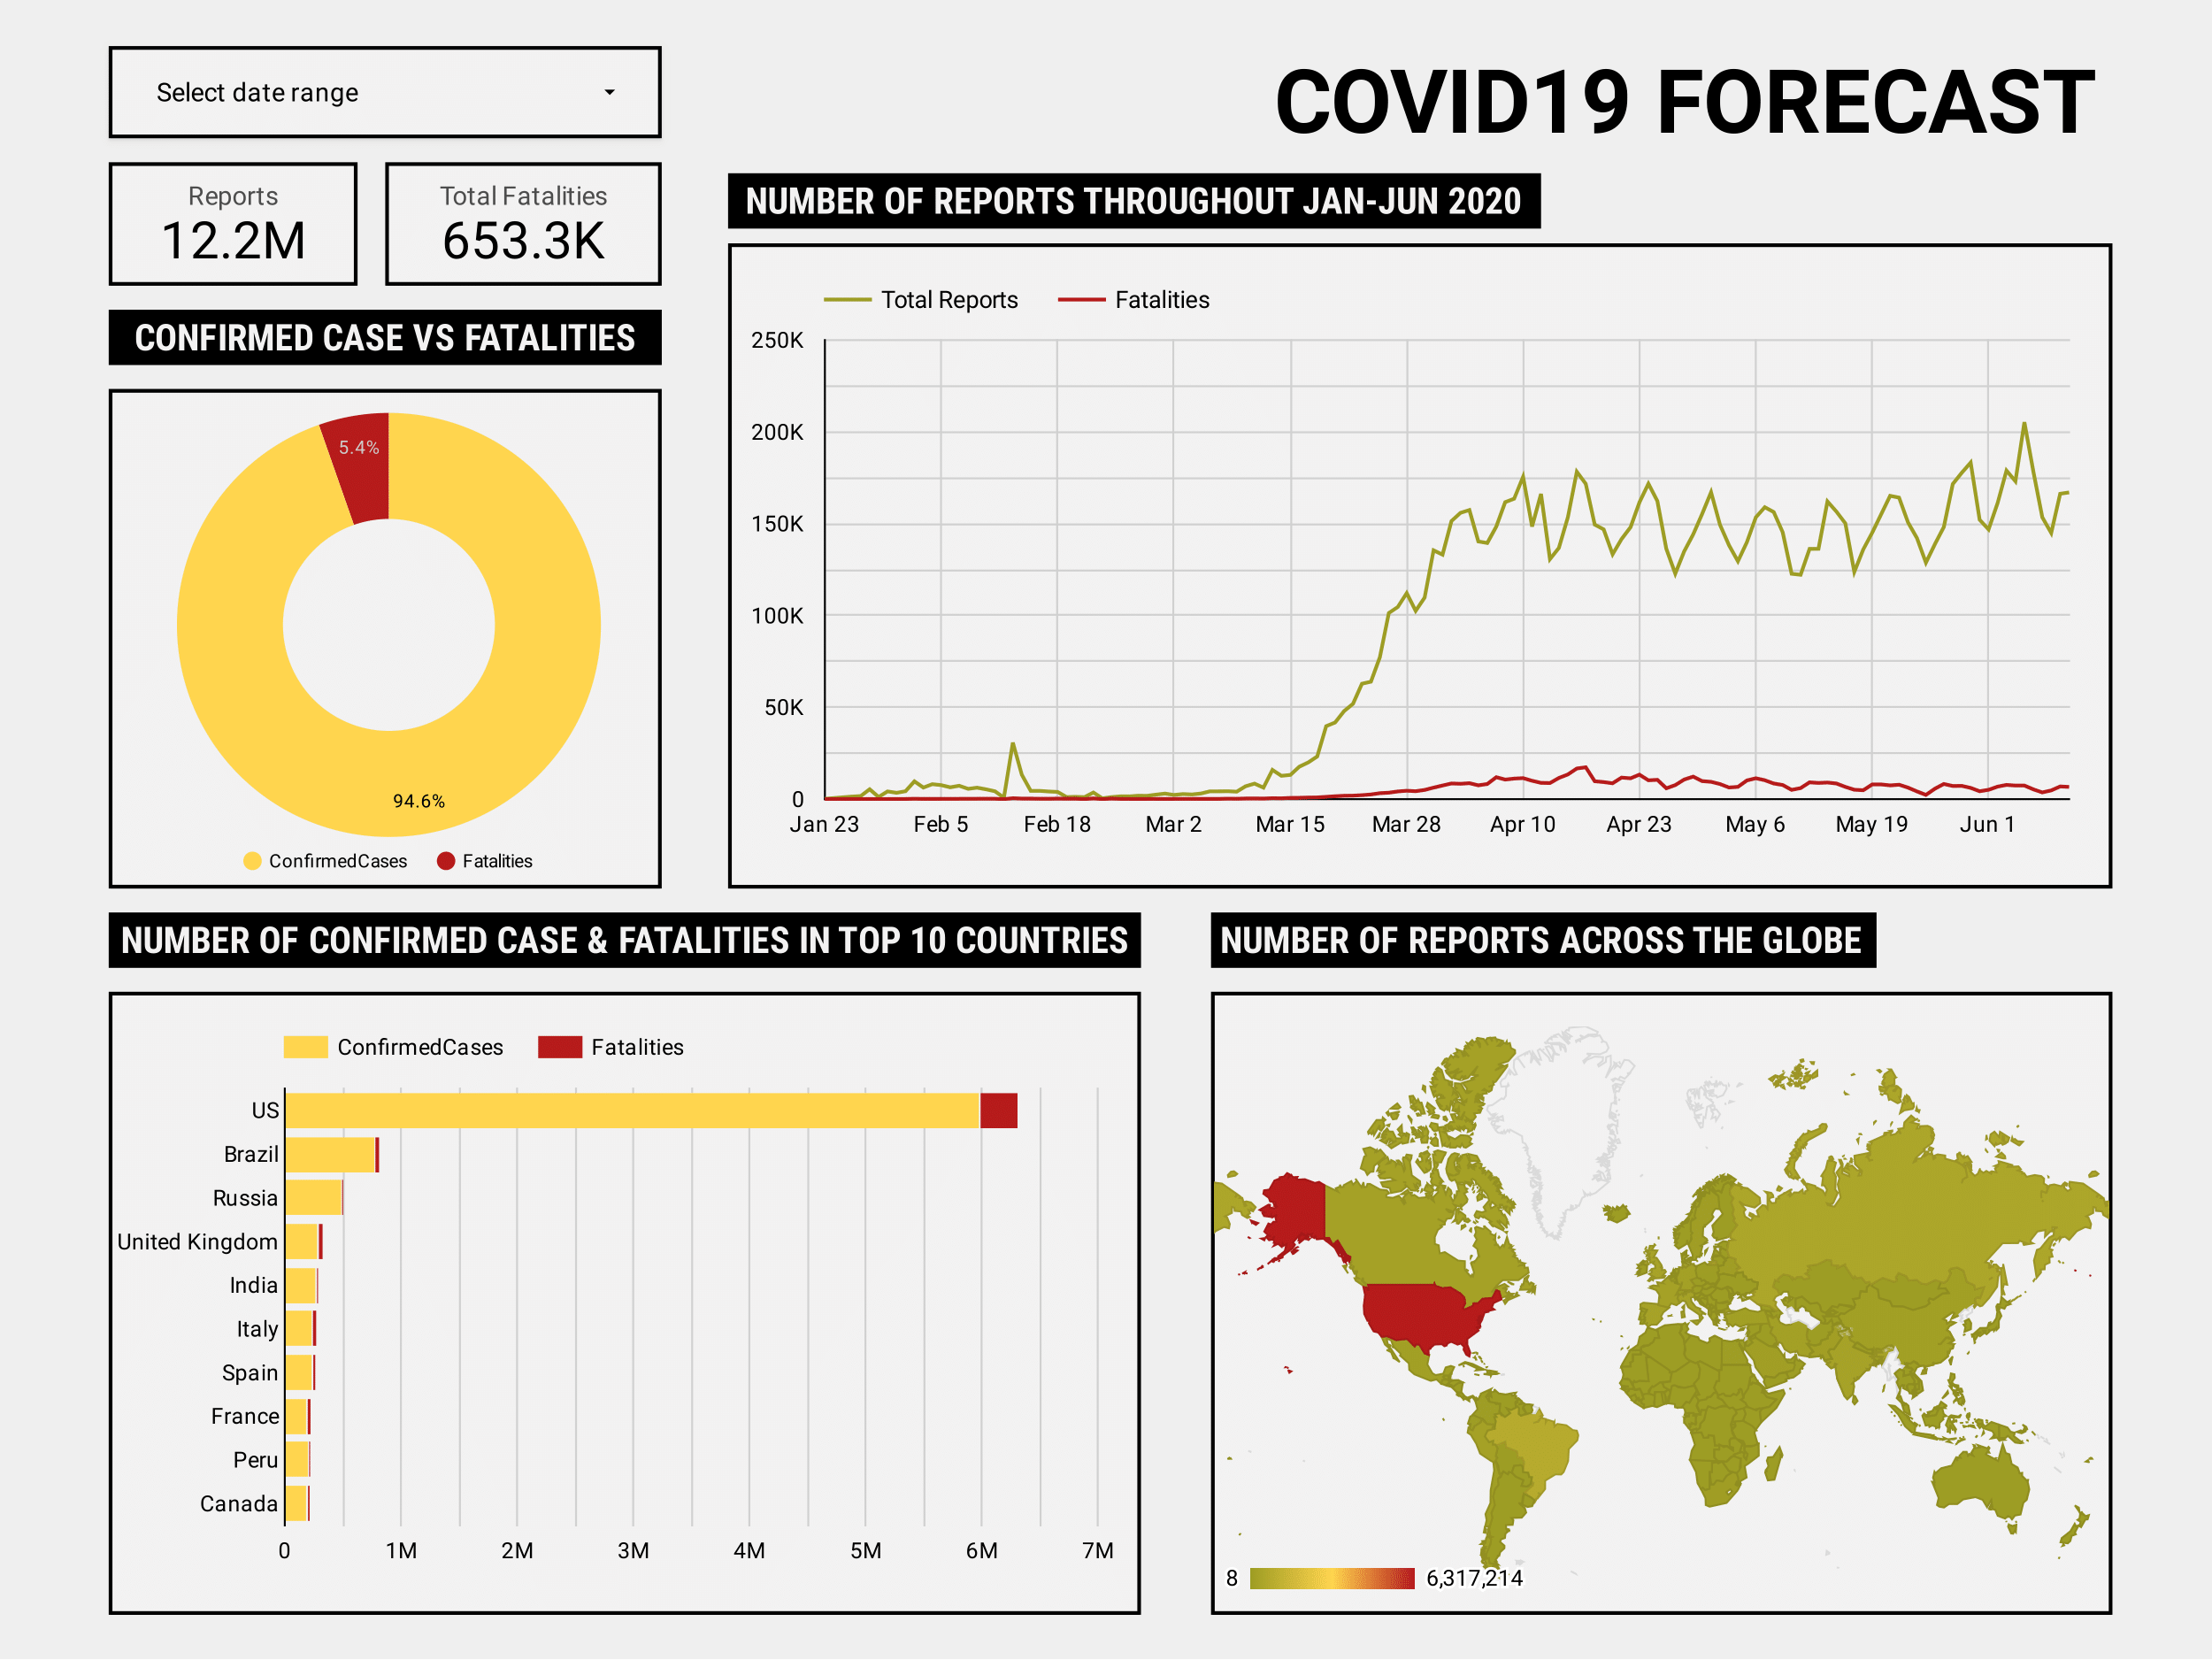 Select date range
COVID19 FORECAST
Reports
12.2M
Total Fatalities
653.3K
NUMBER OF REPORTS THROUGHOUT JAN-JUN 2020
CONFIRMED CASE VS FATALITIES
5.4%
94.6%
ConfirmedCases Fatalities
Total Reports Fatalities
250K
200K
150K
100K
50K
0
Jan 23 Feb 5 Feb 18 Mar 2 Mar 15 Mar 28 Apr 10 Apr 23 May 6 May 19 Jun 1
NUMBER OF CONFIRMED CASE & FATALITIES IN TOP 10 COUNTRIES
ConfirmedCases Fatalities
US
Brazil
Russia
United Kingdom
India
Italy
Spain
France
Peru
Canada
0 1M 2M 3M 4M 5M 6M 7M
NUMBER OF REPORTS ACROSS THE GLOBE
8 6,317,214